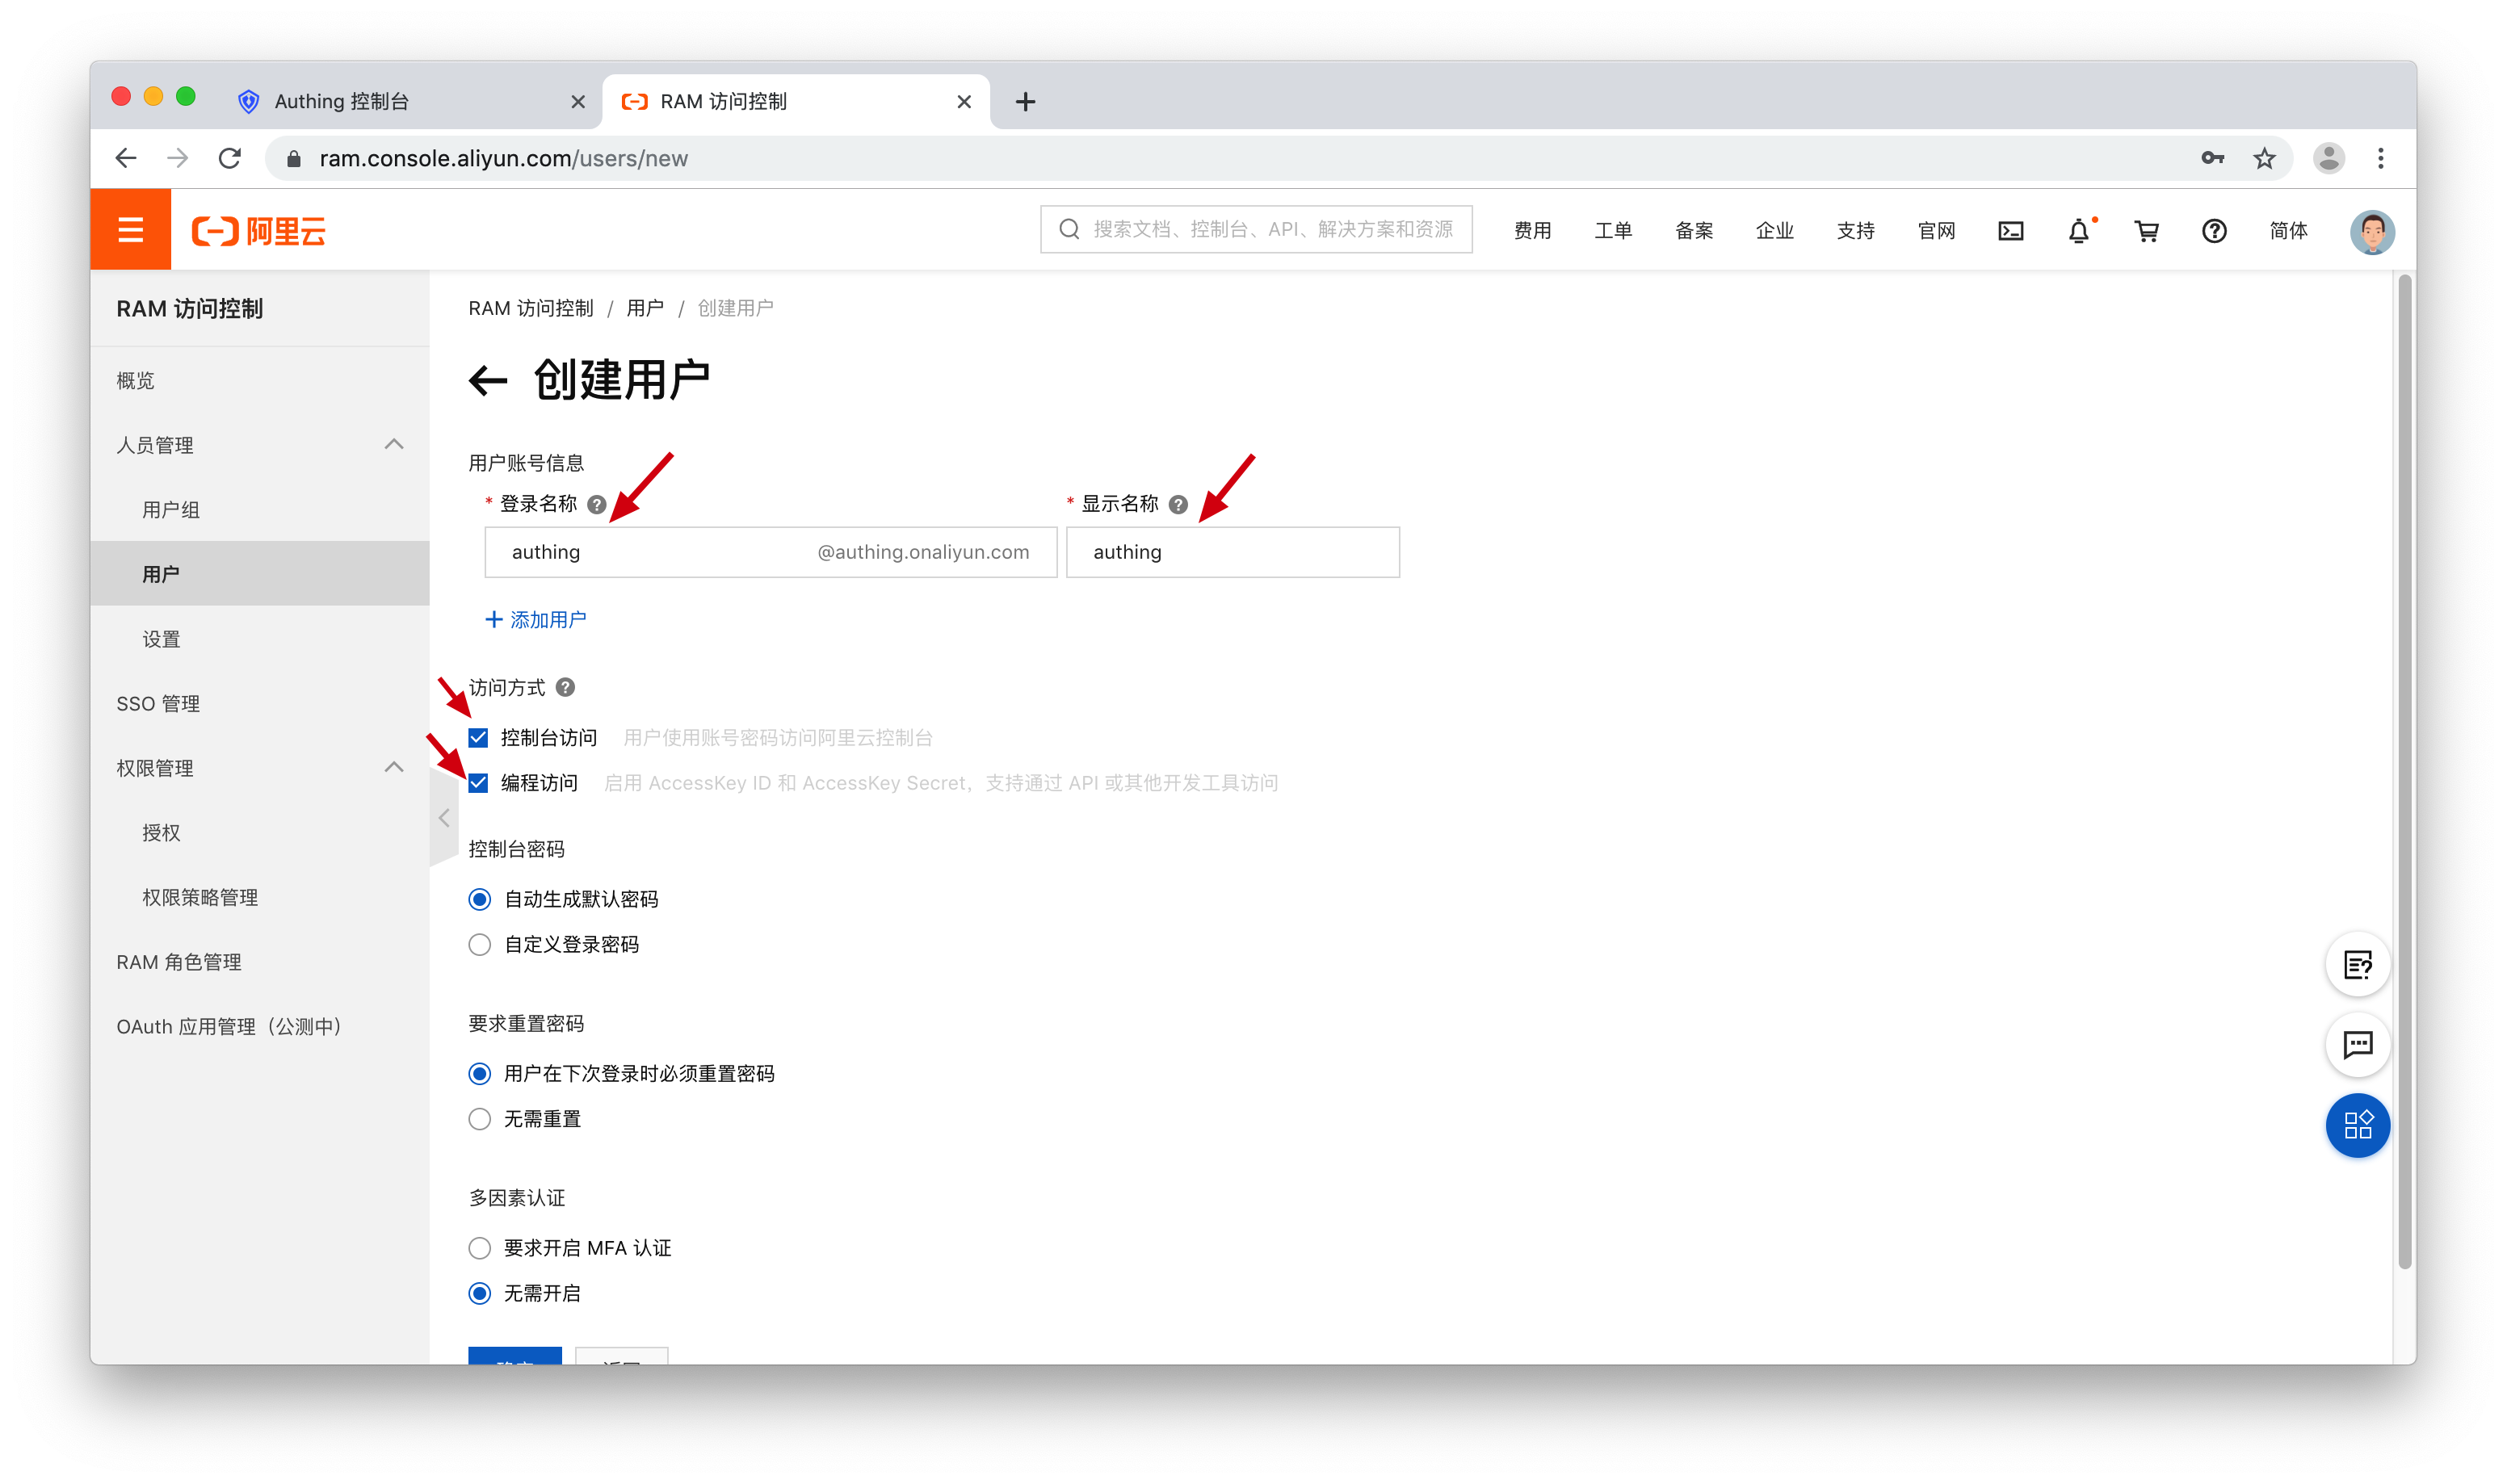 Authing 控制台
RAM 访问控制
ram.console.aliyun.com/users/new
阿里云
搜索文档、控制台、API、解决方案和资源
费用 工单 备案 企业 支持 官网 简体
RAM 访问控制
概览
人员管理
用户组
用户
设置
SSO 管理
权限管理
授权
权限策略管理
RAM 角色管理
OAuth 应用管理（公测中）
RAM 访问控制 / 用户 / 创建用户
创建用户
用户账号信息
* 登录名称 * 显示名称
authing @authing.onaliyun.com authing
添加用户
访问方式
控制台访问 用户使用账号密码访问阿里云控制台
编程访问 启用 AccessKey ID 和 AccessKey Secret，支持通过 API 或其他开发工具访问
控制台密码
自动生成默认密码
自定义登录密码
要求重置密码
用户在下次登录时必须重置密码
无需重置
多因素认证
要求开启 MFA 认证
无需开启